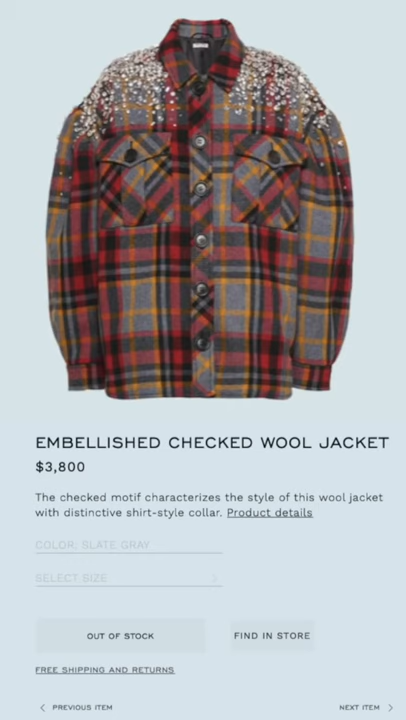 EMBELLISHED CHECKED WOOL JACKET
$3,800
The checked motif characterizes the style of this wool jacket
with distinctive shirt-style collar. Product details
COLOR: SLATE GRAY
SELECT SIZE
OUT OF STOCK
FIND IN STORE
FREE SHIPPING AND RETURNS
PREVIOUS ITEM
NEXT ITEM